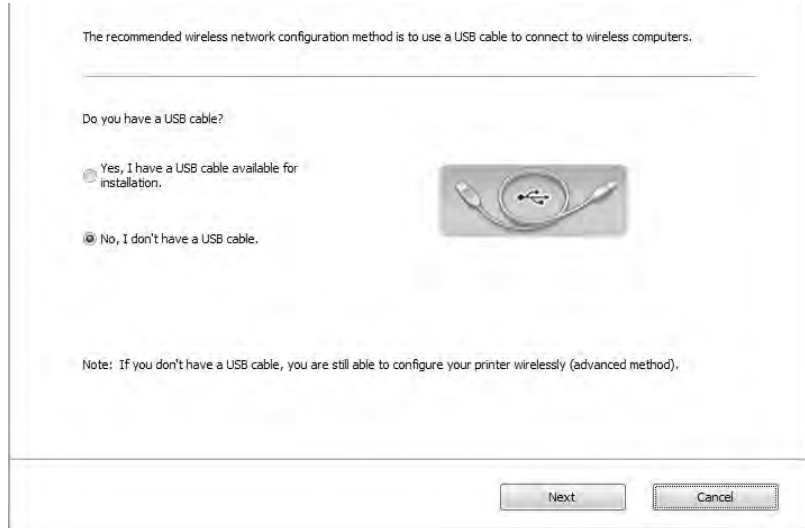 The recommended wireless network configuration method is to use a USB cable to connect to wireless computers.
Do you have a USB cable?
Yes, I have a USB cable available for
installation.
No, I don't have a USB cable.
Note: If you don't have a USB cable, you are still able to configure your printer wirelessly (advanced method).
Next
Cancel